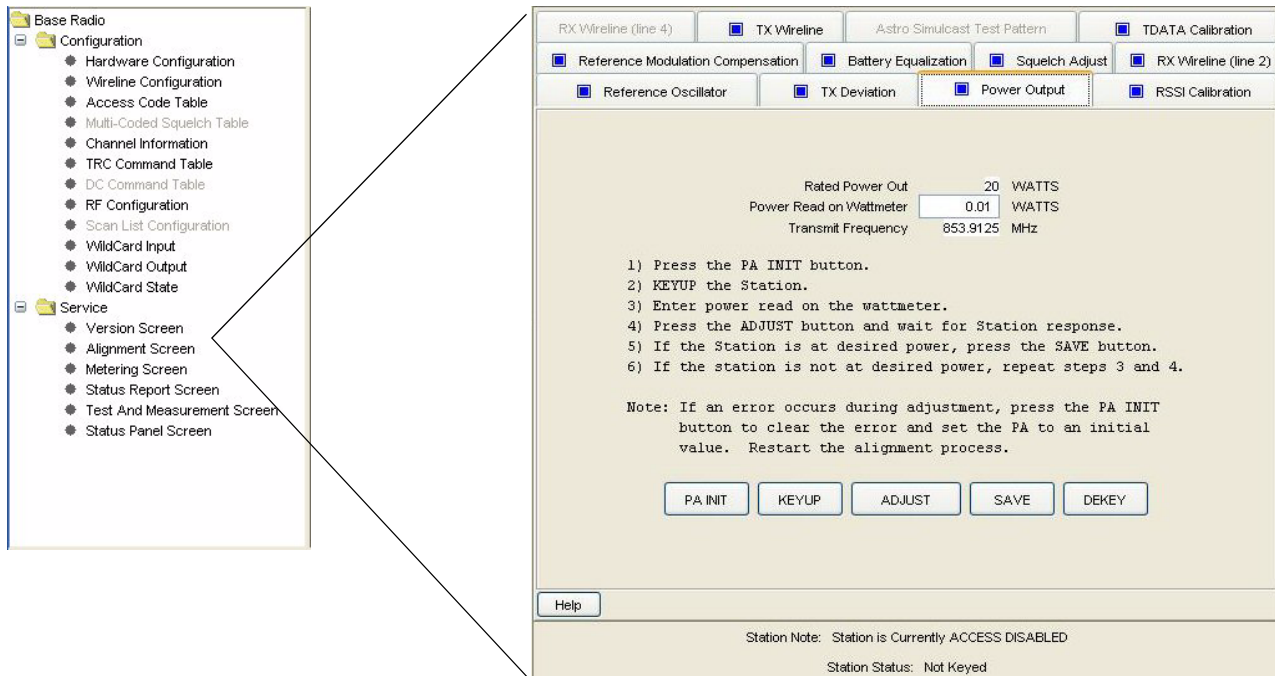 Base Radio
Configuration
Hardware Configuration
Wireline Configuration
Access Code Table
Multi-Coded Squelch Table
Channel Information
TRC Command Table
DC Command Table
RF Configuration
Scan List Configuration
WildCard Input
WildCard Output
WildCard State
Service
Version Screen
Alignment Screen
Metering Screen
Status Report Screen
Test And Measurement Screen
Status Panel Screen
RX Wireline (line 4) TX Wireline Astro Simulcast Test Pattern TDATA Calibration
Reference Modulation Compensation Battery Equalization Squelch Adjust RX Wireline (line 2)
Reference Oscillator TX Deviation Power Output RSSI Calibration
Rated Power Out 20 WATTS
Power Read on Wattmeter 0.01 WATTS
Transmit Frequency 853.9125 MHz
1) Press the PA INIT button.
2) KEYUP the Station.
3) Enter power read on the wattmeter.
4) Press the ADJUST button and wait for Station response.
5) If the Station is at desired power, press the SAVE button.
6) If the station is not at desired power, repeat steps 3 and 4.
Note: If an error occurs during adjustment, press the PA INIT
button to clear the error and set the PA to an initial
value. Restart the alignment process.
PA INIT KEYUP ADJUST SAVE DEKEY
Help
Station Note: Station is Currently ACCESS DISABLED
Station Status: Not Keyed